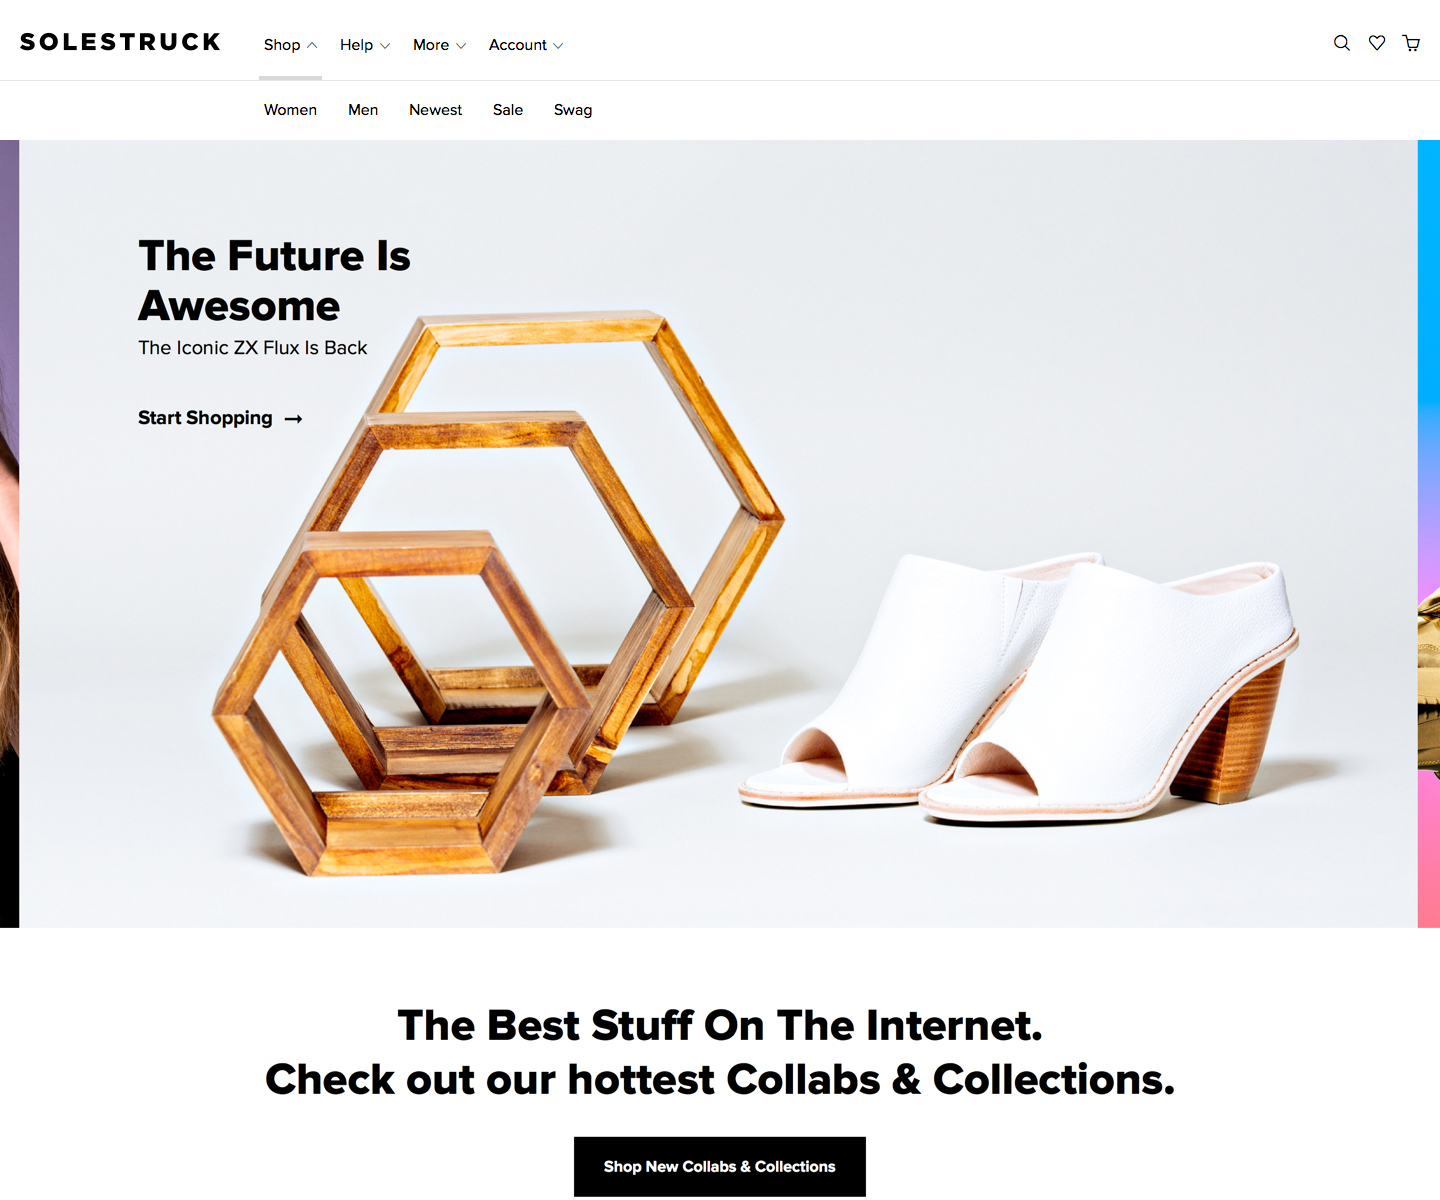 SOLESTRUCK
Shop Help More Account
Women Men Newest Sale Swag
The Future Is
Awesome
The Iconic ZX Flux Is Back
Start Shopping →
The Best Stuff On The Internet.
Check out our hottest Collabs & Collections.
Shop New Collabs & Collections